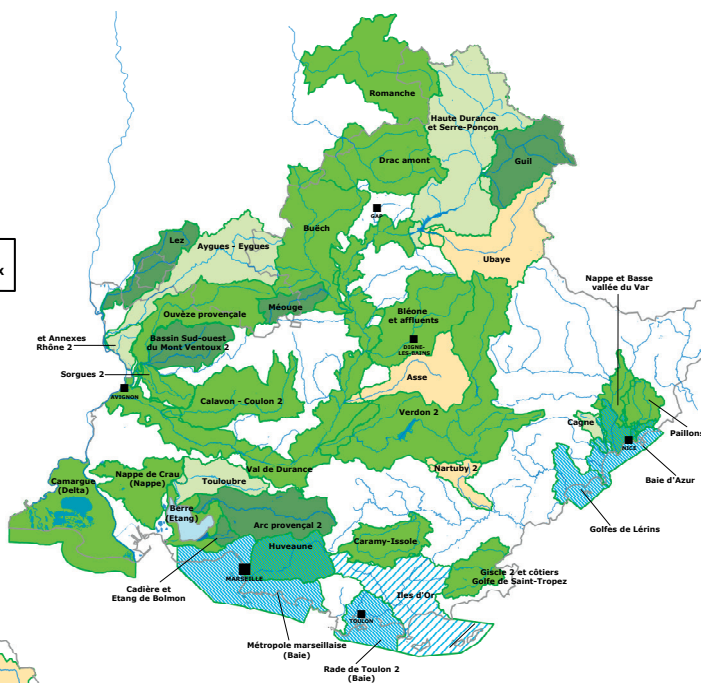 Romanche
Haute Durance
et Serre-Ponçon
Drac amont
Guil
GAP
Lez
Buëch
Aygues - Eygues
Ubaye
x
Nappe et Basse
vallée du Var
Méouge
Ouvèze provençale
Bléone
et affluents
et Annexes
Rhône 2
Bassin Sud-ouest
du Mont Ventoux 2
DIGNE-
LES-BAINS
Sorgues 2
Asse
AVIGNON
Calavon - Coulon 2
Verdon 2
Cagne
Paillons
NICE
Nappe de Crau
(Nappe)
Val de Durance
Nartuby 2
Baie d'Azur
Camargue
(Delta)
Touloubre
Berre
(Etang)
Arc provençal 2
Golfes de Lérins
Huveaune
Caramy-Issole
MARSEILLE
Giscle 2 et côtiers
Golfe de Saint-Tropez
Cadière et
Etang de Bolmon
Iles d'Or
TOULON
Métropole marseillaise
(Baie)
Rade de Toulon 2
(Baie)